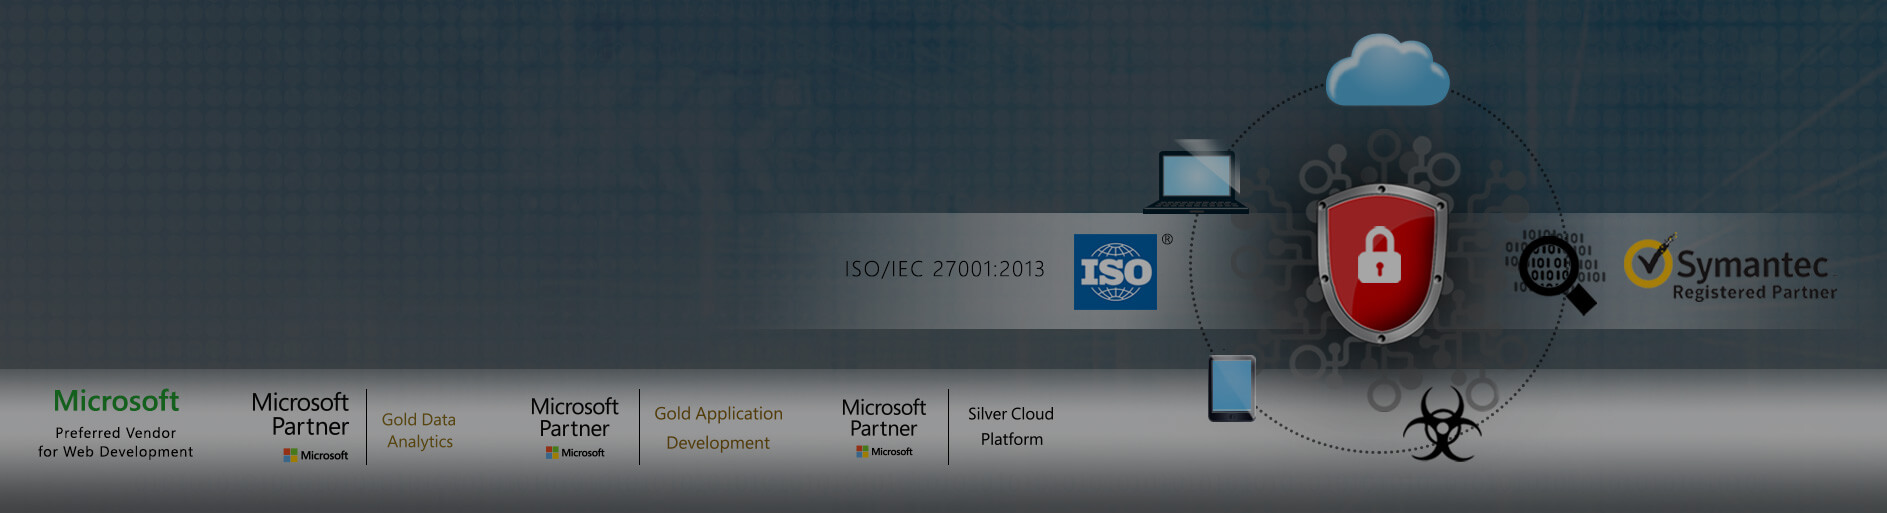 ISO/IEC 27001:2013
ISO
®
Symantec
Registered Partner
Microsoft
Preferred Vendor
for Web Development
Microsoft
Partner
Microsoft
Gold Data
Analytics
Microsoft
Partner
Microsoft
Gold Application
Development
Microsoft
Partner
Microsoft
Silver Cloud
Platform